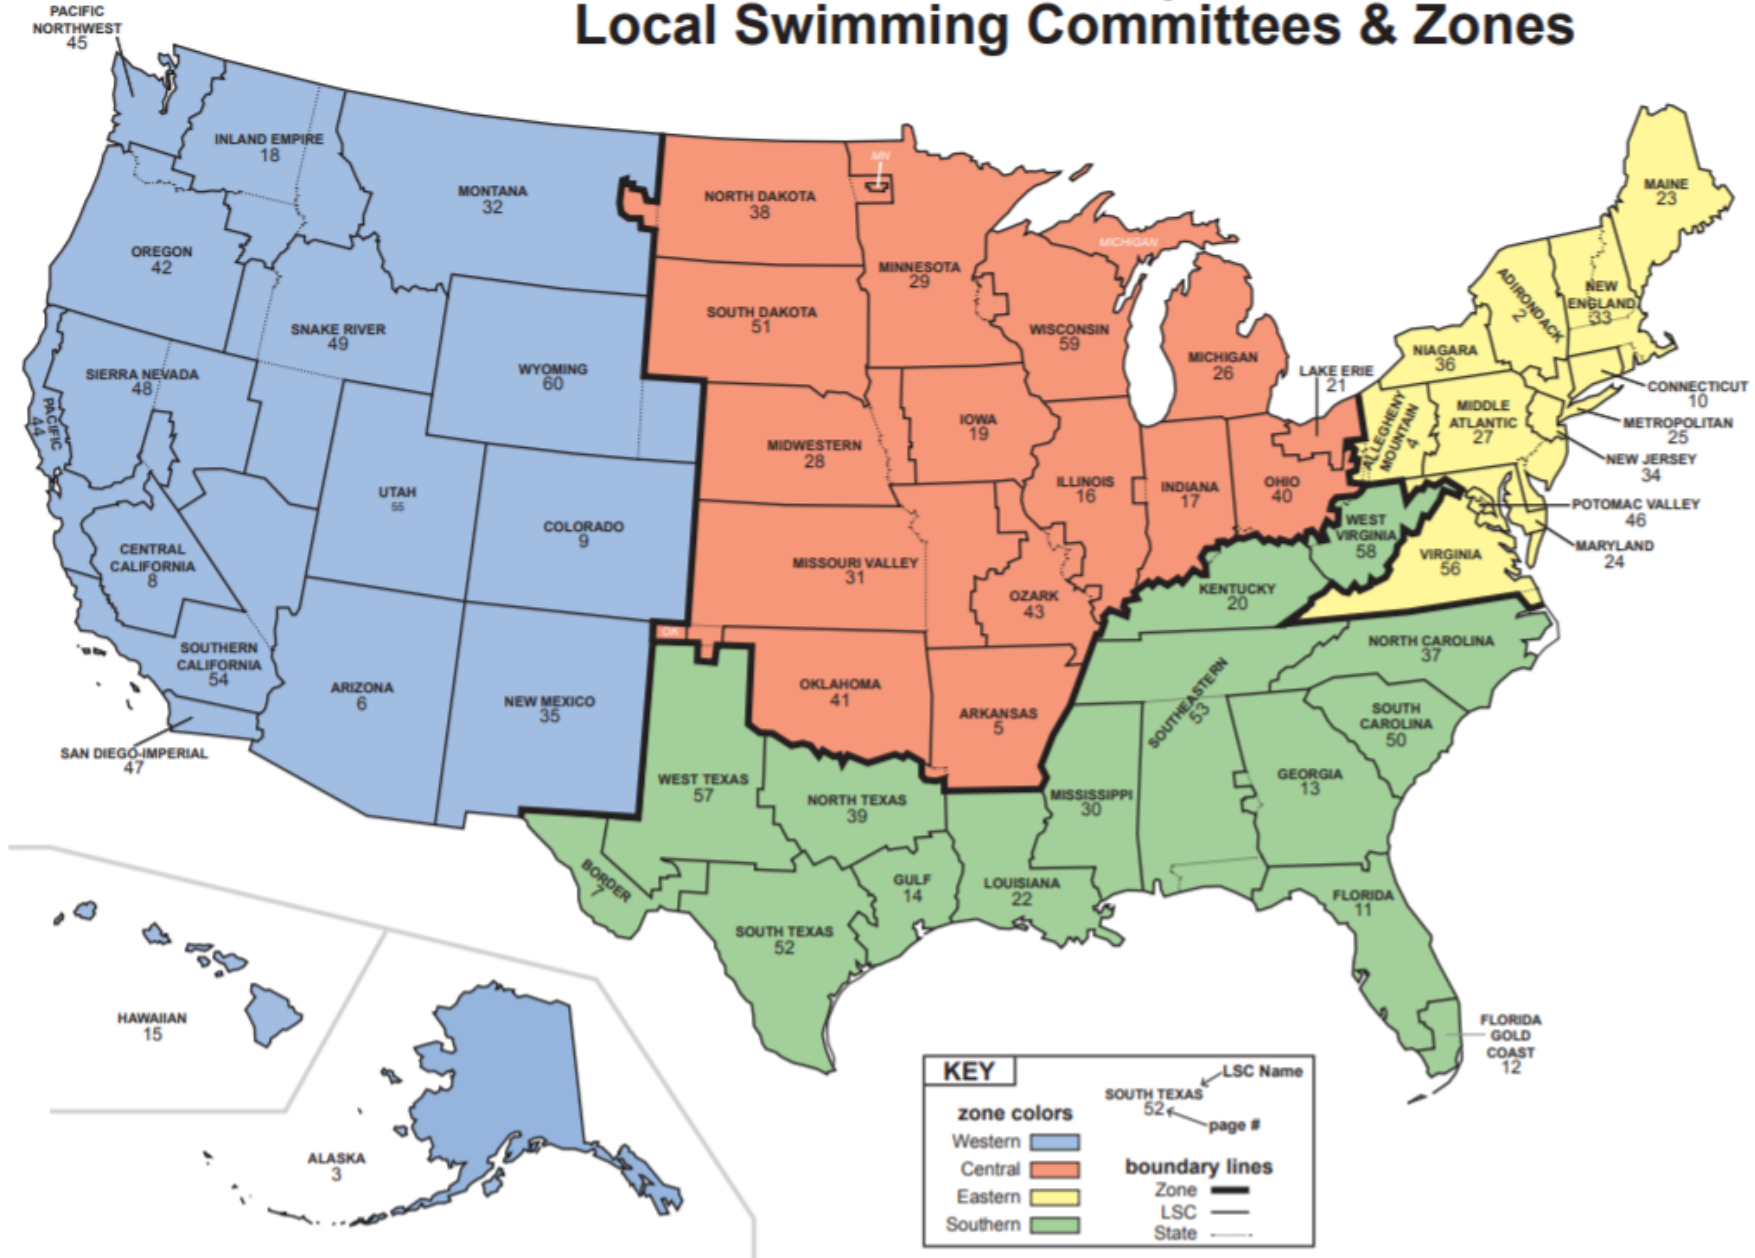 Local Swimming Committees & Zones
PACIFIC
NORTHWEST
45
INLAND EMPIRE
18
MONTANA
32
OREGON
42
SNAKE RIVER
49
WYOMING
60
SIERRA NEVADA
48
PACIFIC
44
UTAH
55
COLORADO
9
CENTRAL
CALIFORNIA
8
SOUTHERN
CALIFORNIA
54
SAN DIEGO-IMPERIAL
47
ARIZONA
6
NEW MEXICO
35
HAWAIIAN
15
ALASKA
3
NORTH DAKOTA
38
MN
SOUTH DAKOTA
51
MINNESOTA
29
MICHIGAN
WISCONSIN
59
MICHIGAN
26
LAKE ERIE
21
IOWA
19
MIDWESTERN
28
ILLINOIS
16
INDIANA
17
OHIO
40
MISSOURI VALLEY
31
OZARK
43
OK
OKLAHOMA
41
ARKANSAS
5
MAINE
23
ADIRONDACK
2
NEW
ENGLAND
33
NIAGARA
36
CONNECTICUT
10
METROPOLITAN
25
NEW JERSEY
34
ALLEGHENY
MOUNTAIN
4
MIDDLE
ATLANTIC
27
POTOMAC VALLEY
46
MARYLAND
24
VIRGINIA
56
WEST
VIRGINIA
58
KENTUCKY
20
NORTH CAROLINA
37
SOUTHEASTERN
53
SOUTH
CAROLINA
50
GEORGIA
13
MISSISSIPPI
30
WEST TEXAS
57
NORTH TEXAS
39
BORDER
7
GULF
14
LOUISIANA
22
SOUTH TEXAS
52
FLORIDA
11
FLORIDA
GOLD
COAST
12
KEY
LSC Name
SOUTH TEXAS
52
page #
zone colors
Western
Central
Eastern
Southern
boundary lines
Zone
LSC
State